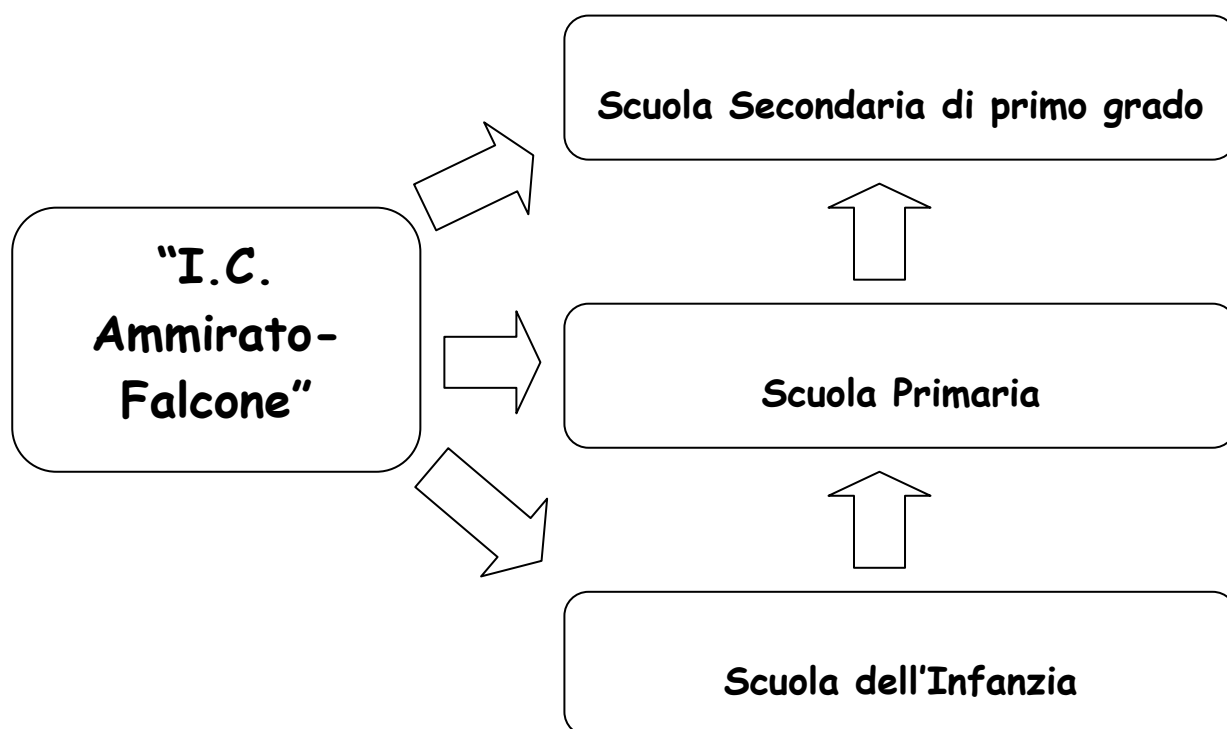 “I.C.
Ammirato-
Falcone”
Scuola Secondaria di primo grado
Scuola Primaria
Scuola dell’Infanzia